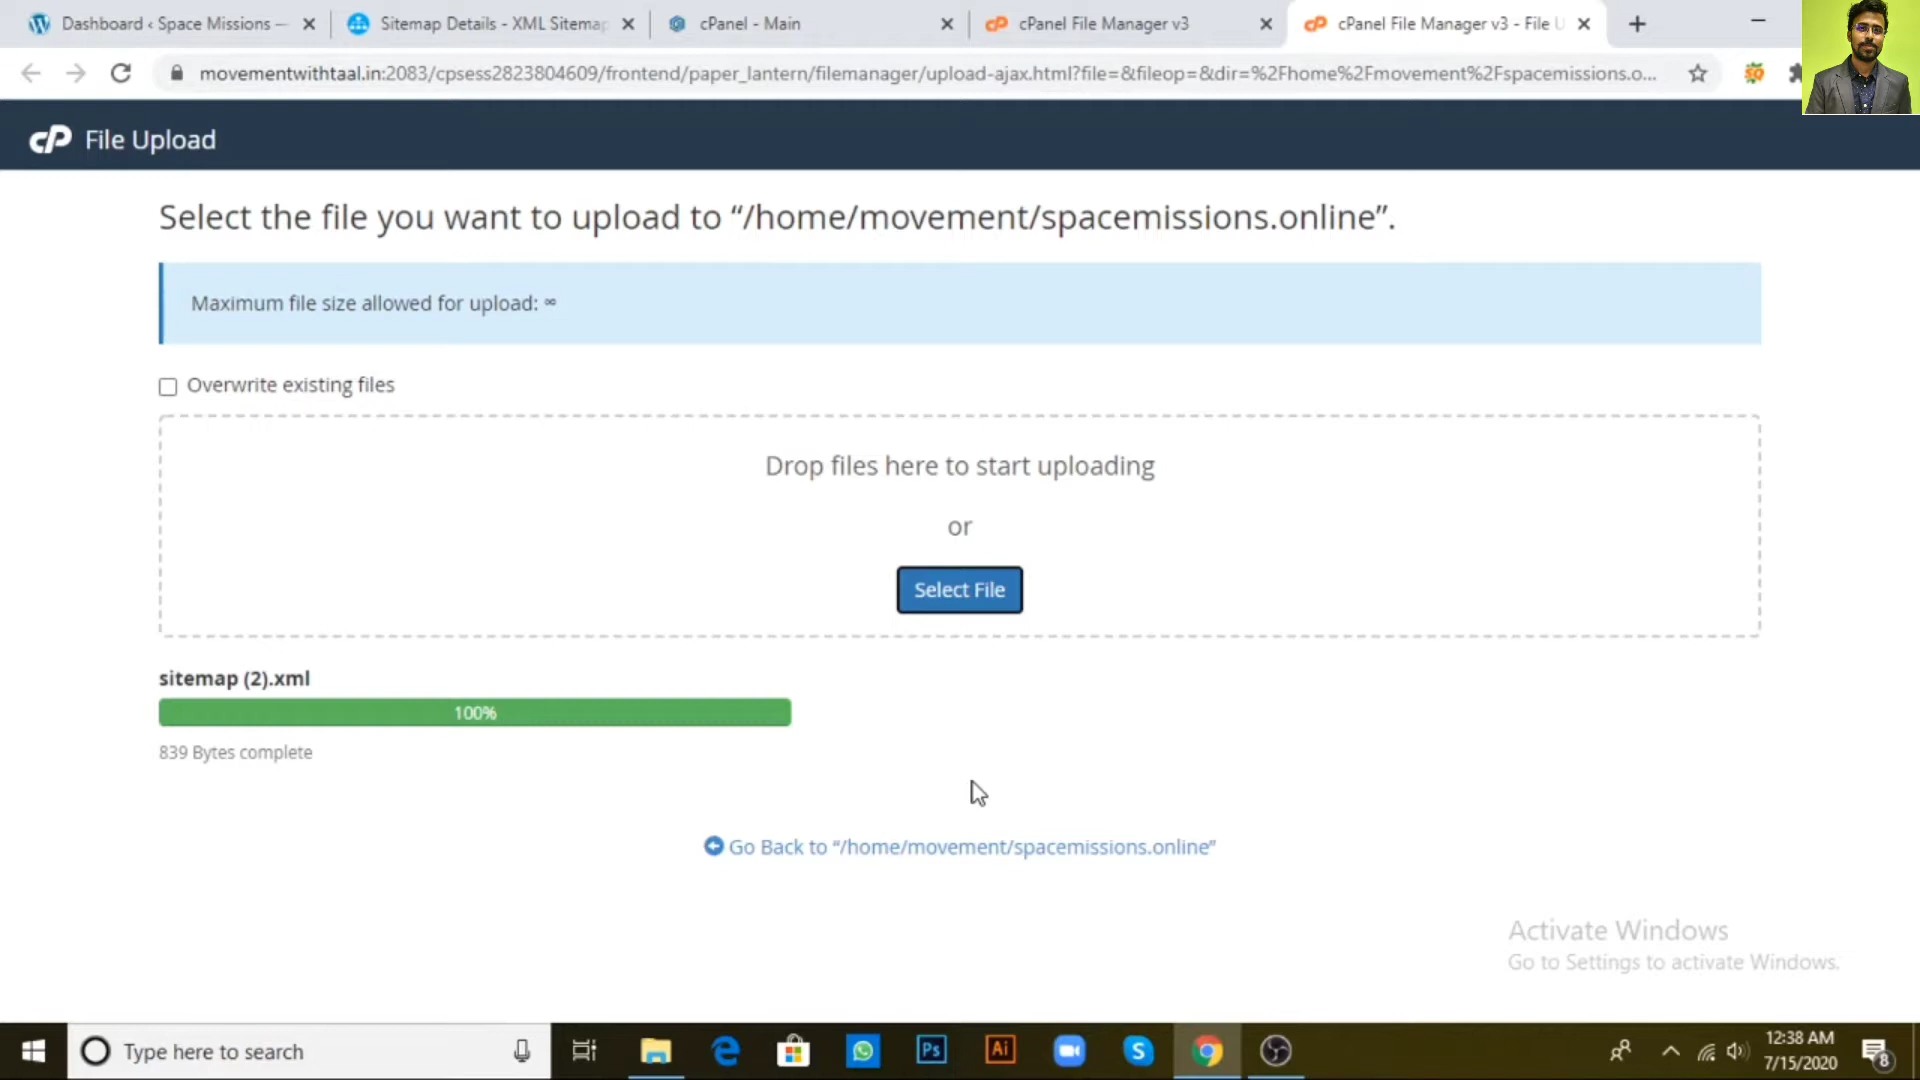 Dashboard ‹ Space Missions —
Sitemap Details - XML Sitemap
cPanel - Main
cPanel File Manager v3
cPanel File Manager v3 - File U
movementwithtaal.in:2083/cpsess2823804609/frontend/paper_lantern/filemanager/upload-ajax.html?file=&fileop=&dir=%2Fhome%2Fmovement%2Fspacemissions.o...
cP File Upload
Select the file you want to upload to “/home/movement/spacemissions.online”.
Maximum file size allowed for upload: ∞
Overwrite existing files
Drop files here to start uploading
or
Select File
sitemap (2).xml
100%
839 Bytes complete
Go Back to “/home/movement/spacemissions.online”
Activate Windows
Go to Settings to activate Windows.
Type here to search
Ps
Ai
S
12:38 AM
7/15/2020
8